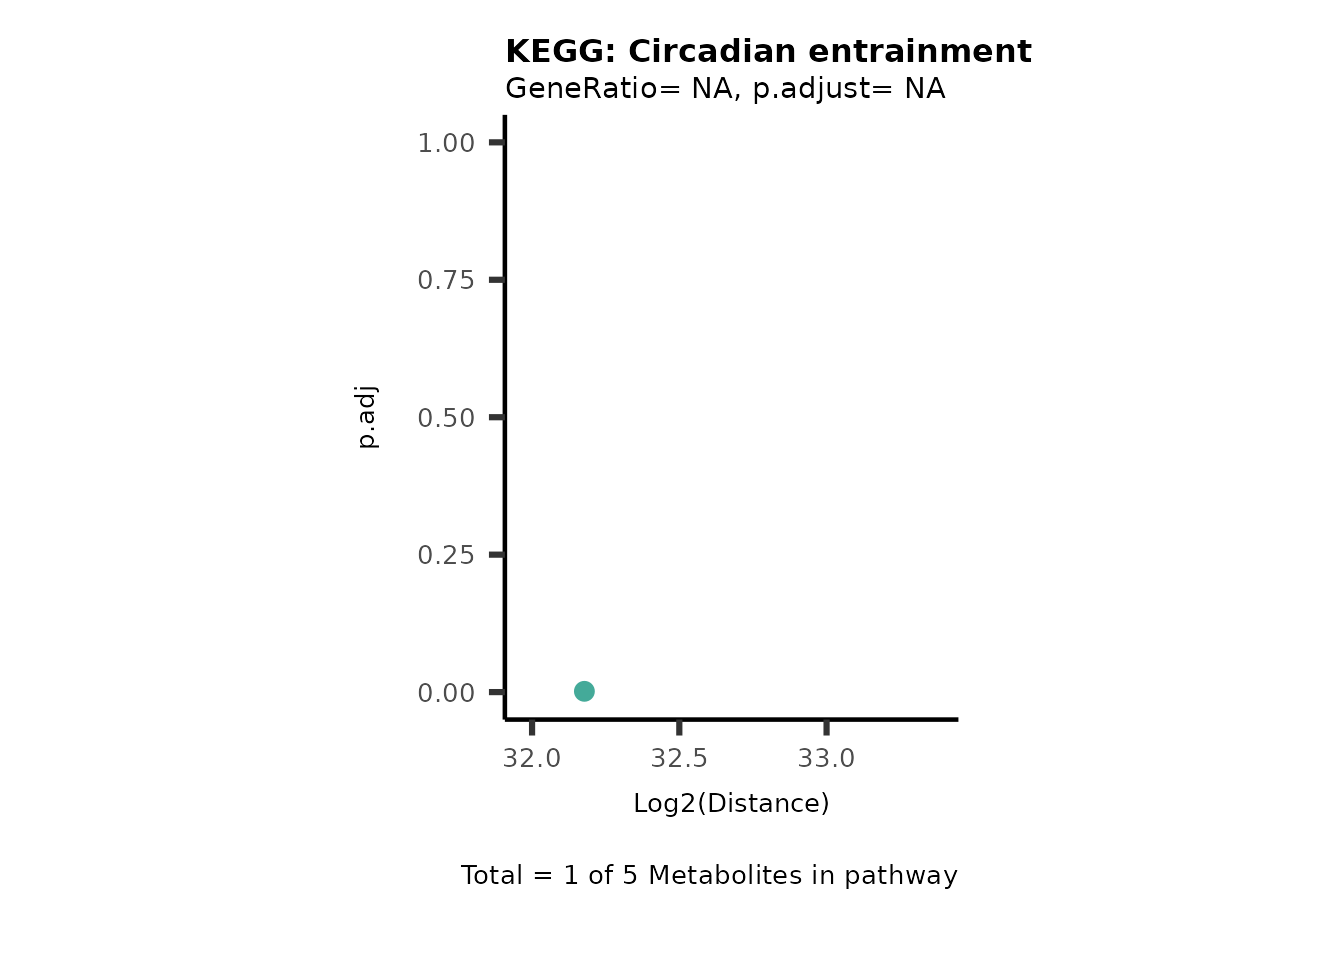 KEGG: Circadian entrainment
GeneRatio= NA, p.adjust= NA
1.00
0.75
0.50
0.25
0.00
p.adj
32.0 32.5 33.0
Log2(Distance)
Total = 1 of 5 Metabolites in pathway